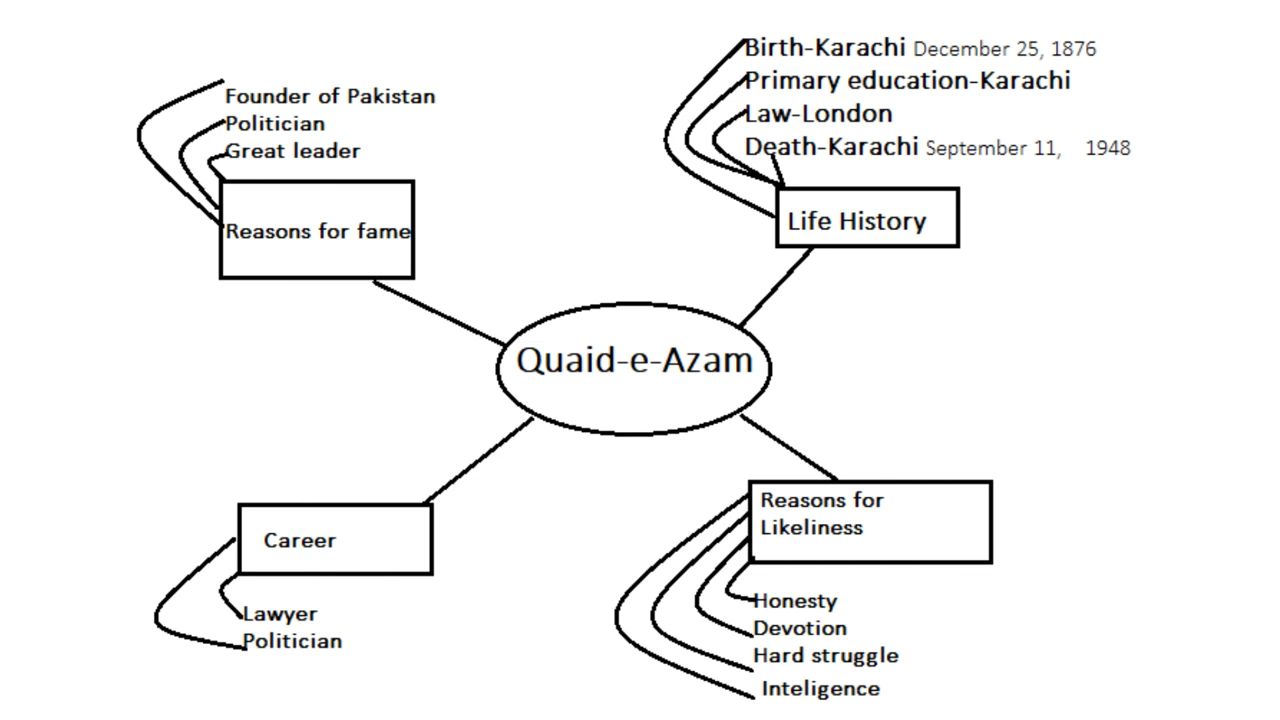 Founder of Pakistan
Politician
Great leader
Reasons for fame
Birth-Karachi December 25, 1876
Primary education-Karachi
Law-London
Death-Karachi September 11, 1948
Life History
Quaid-e-Azam
Career
Lawyer
Politician
Reasons for
Likeliness
Honesty
Devotion
Hard struggle
Inteligence